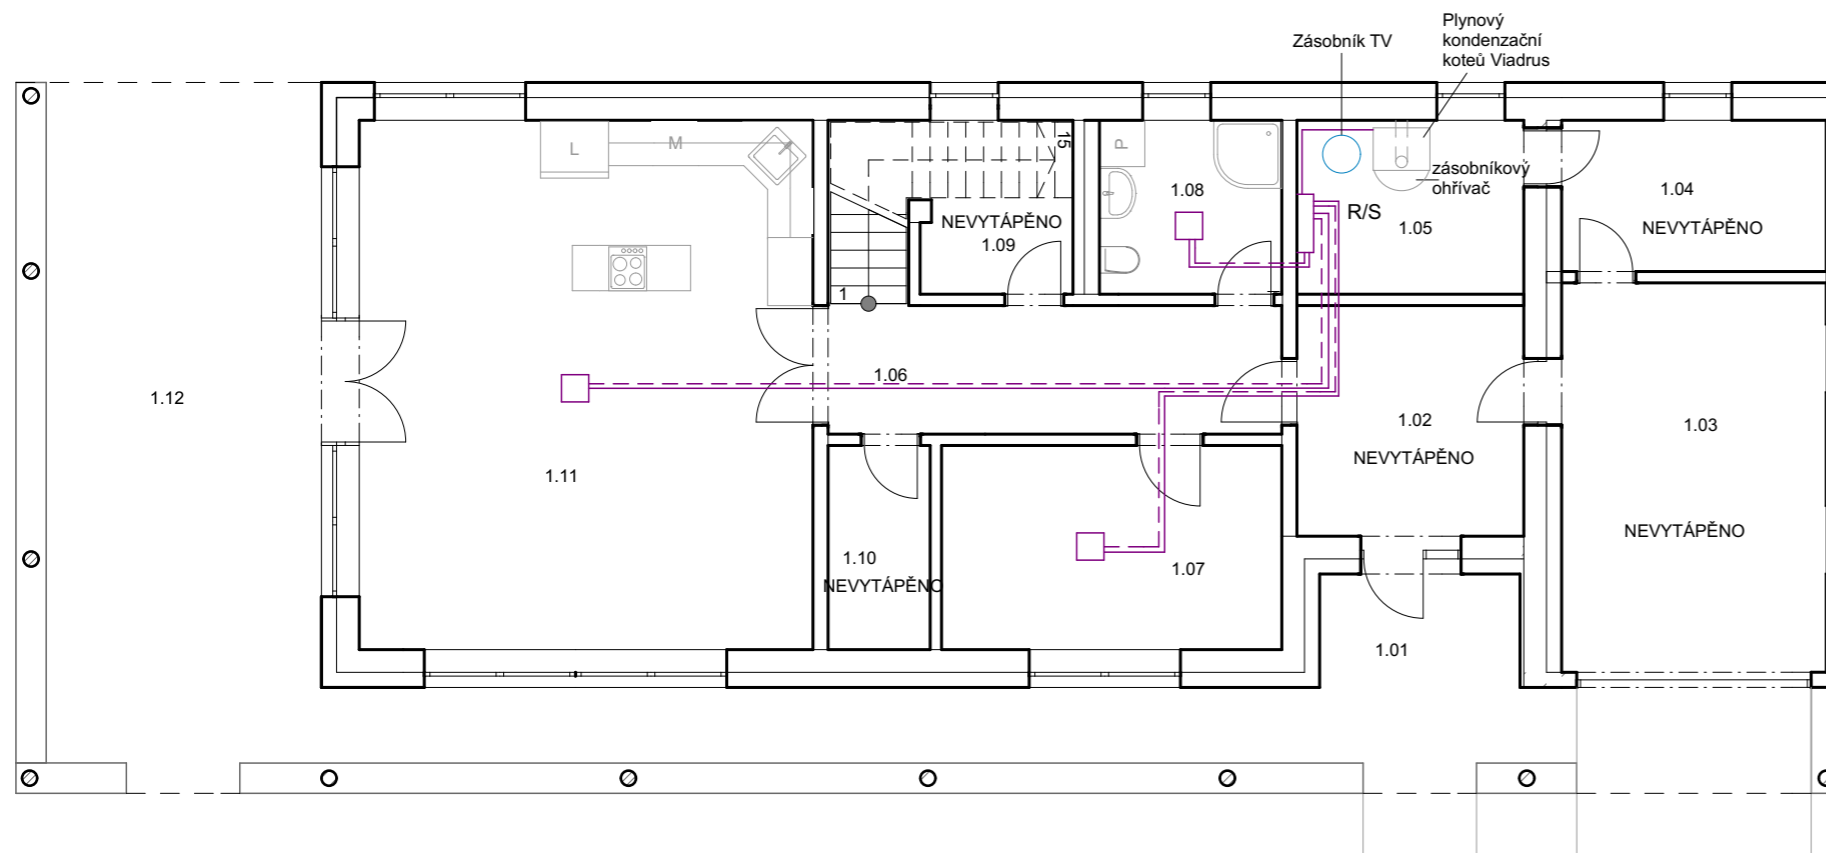 Plynový
kondenzační
koteů Viadrus
Zásobník TV
L
M
15
P
zásobníkový
ohřívač
1.08
1.04
R/S
NEVYTÁPĚNO
1.09
1.05
NEVYTÁPĚNO
1
1.06
1.12
1.02
1.03
NEVYTÁPĚNO
1.11
NEVYTÁPĚNO
1.10
1.07
NEVYTÁPĚNO
1.01